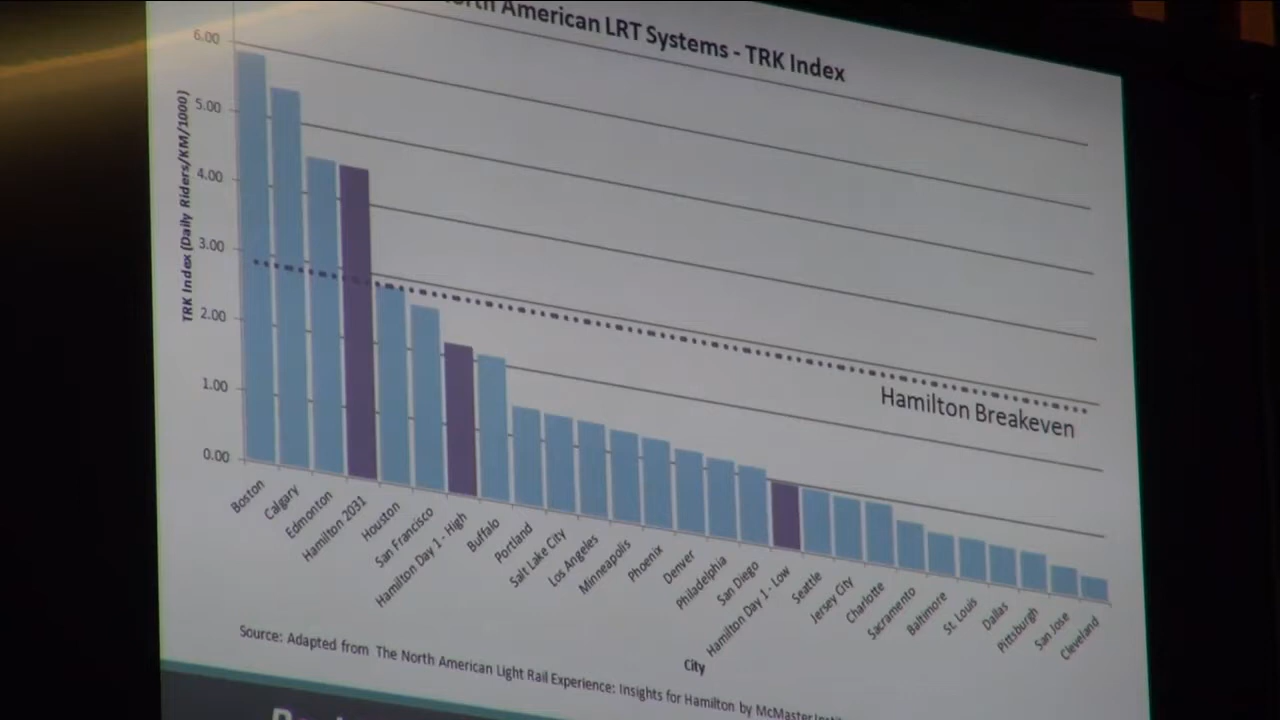 North American LRT Systems - TRK Index
TRK Index (Daily Riders/KM/1000)
6.00
5.00
4.00
3.00
2.00
1.00
0.00
Hamilton Breakeven
Boston
Calgary
Edmonton
Hamilton 2031
Houston
San Francisco
Hamilton Day 1 - High
Buffalo
Portland
Salt Lake City
Los Angeles
Minneapolis
Phoenix
Denver
Philadelphia
San Diego
Hamilton Day 1 - Low
Seattle
Jersey City
Charlotte
Sacramento
Baltimore
St. Louis
Dallas
Pittsburgh
San Jose
Cleveland
City
Source: Adapted from The North American Light Rail Experience: Insights for Hamilton by McMaster